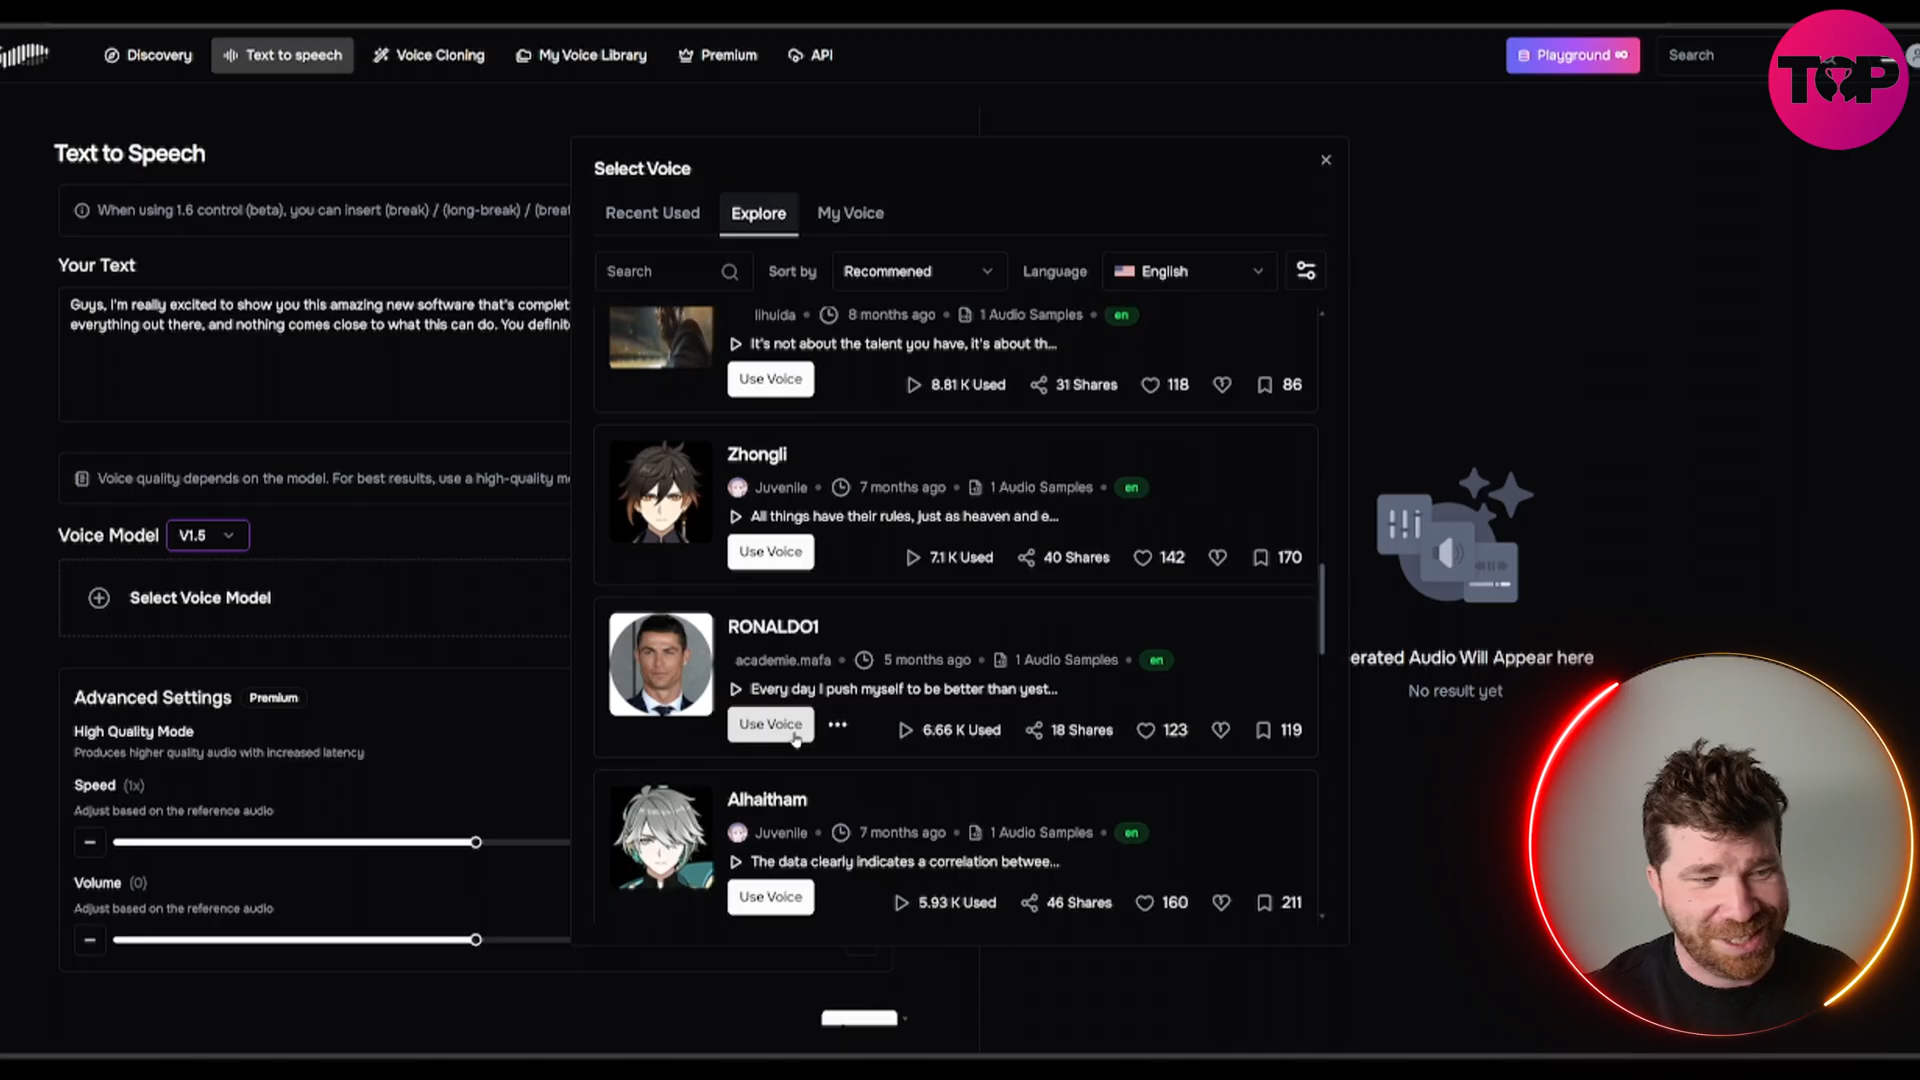 Discovery
Text to speech
Voice Cloning
My Voice Library
Premium
API
Playground
Search
TOP
Text to Speech
When using 1.6 control (beta), you can insert (break) / (long-break) / (breat
Your Text
Guys, I'm really excited to show you this amazing new software that's complet
everything out there, and nothing comes close to what this can do. You definit
Voice quality depends on the model. For best results, use a high-quality m
Voice Model V1.5
Select Voice Model
Advanced Settings Premium
High Quality Mode
Produces higher quality audio with increased latency
Speed (1x)
Adjust based on the reference audio
Volume (0)
Adjust based on the reference audio
Select Voice
Recent Used
Explore
My Voice
Search
Sort by
Recommened
Language
English
lihuida • 8 months ago • 1 Audio Samples • en
It's not about the talent you have, it's about th...
Use Voice
8.81 K Used 31 Shares 118 86
Zhongli
Juvenile • 7 months ago • 1 Audio Samples • en
All things have their rules, just as heaven and e...
Use Voice
7.1 K Used 40 Shares 142 170
RONALDO1
academie.mafa • 5 months ago • 1 Audio Samples • en
Every day I push myself to be better than yest...
Use Voice
6.66 K Used 18 Shares 123 119
Alhaitham
Juvenile • 7 months ago • 1 Audio Samples • en
The data clearly indicates a correlation betwee...
Use Voice
5.93 K Used 46 Shares 160 211
Hi
erated Audio Will Appear here
No result yet